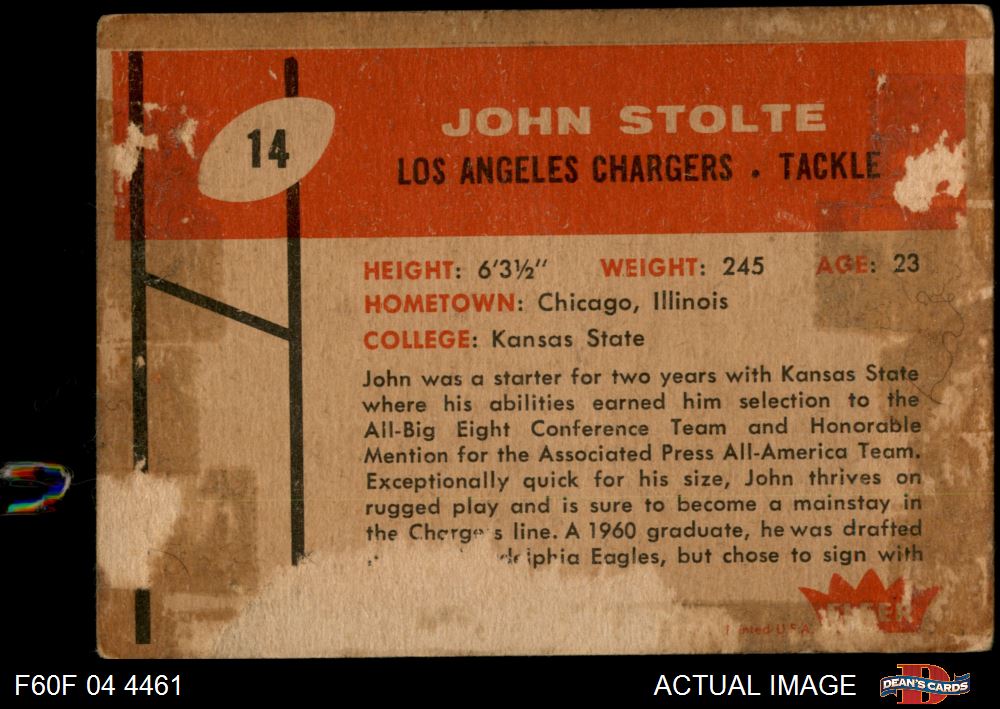 14
JOHN STOLTE
LOS ANGELES CHARGERS . TACKLE
HEIGHT: 6'3½" WEIGHT: 245 AGE: 23
HOMETOWN: Chicago, Illinois
COLLEGE: Kansas State
John was a starter for two years with Kansas State
where his abilities earned him selection to the
All-Big Eight Conference Team and Honorable
Mention for the Associated Press All-America Team.
Exceptionally quick for his size, John thrives on
rugged play and is sure to become a mainstay in
the Chargers line. A 1960 graduate, he was drafted
Eagles, but chose to sign with
FLEER
Printed U.S.A.
F60F 04 4461
ACTUAL IMAGE
D
DEAN'S CARDS